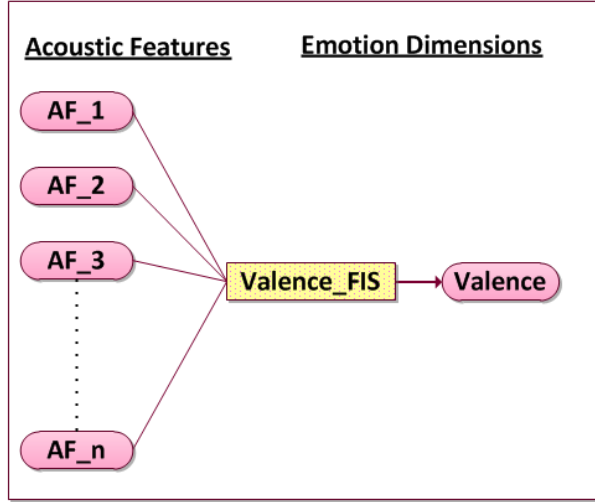 Acoustic Features
Emotion Dimensions
AF_1
AF_2
AF_3
Valence_FIS
Valence
AF_n